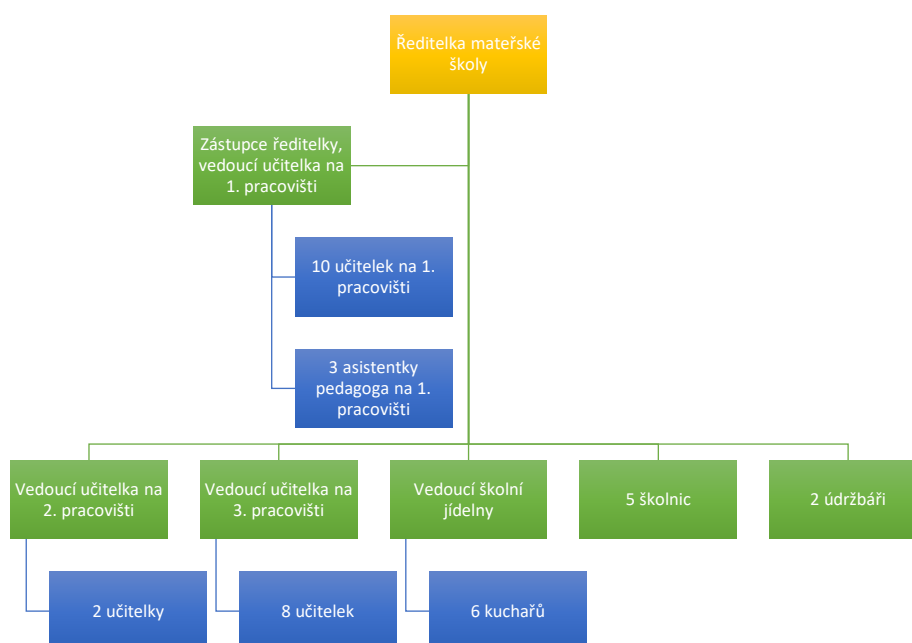 Ředitelka mateřské
školy
Zástupce ředitelky,
vedoucí učitelka na
1. pracovišti
10 učitelek na 1.
pracovišti
3 asistentky
pedagoga na 1.
pracovišti
Vedoucí učitelka na
2. pracovišti
Vedoucí učitelka na
3. pracovišti
Vedoucí školní
jídelny
5 školnic
2 údržbáři
2 učitelky
8 učitelek
6 kuchařů